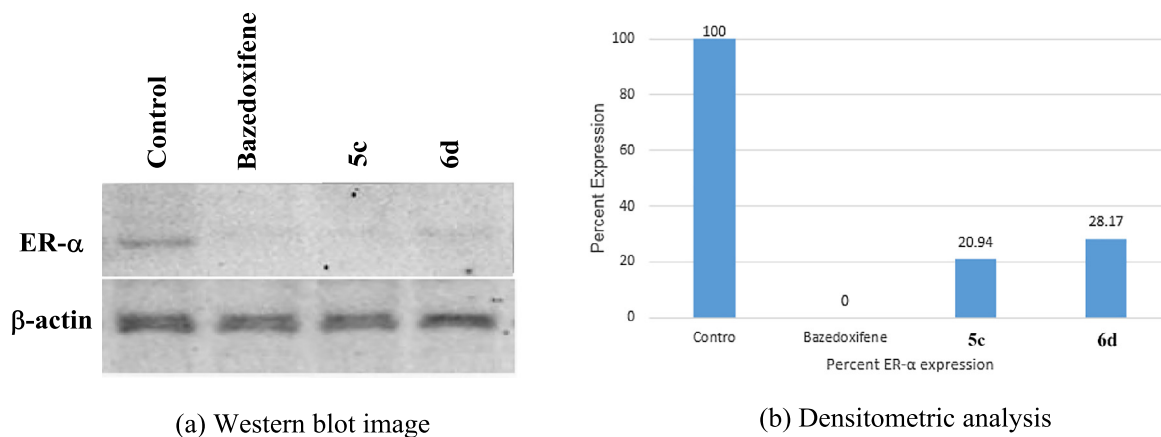 Control
Bazedoxifene
5c
6d
ER-α
β-actin
(a) Western blot image
Percent Expression
100
80
60
40
20
0
100
0
20.94
28.17
Contro
Bazedoxifene
5c
6d
Percent ER-α expression
(b) Densitometric analysis